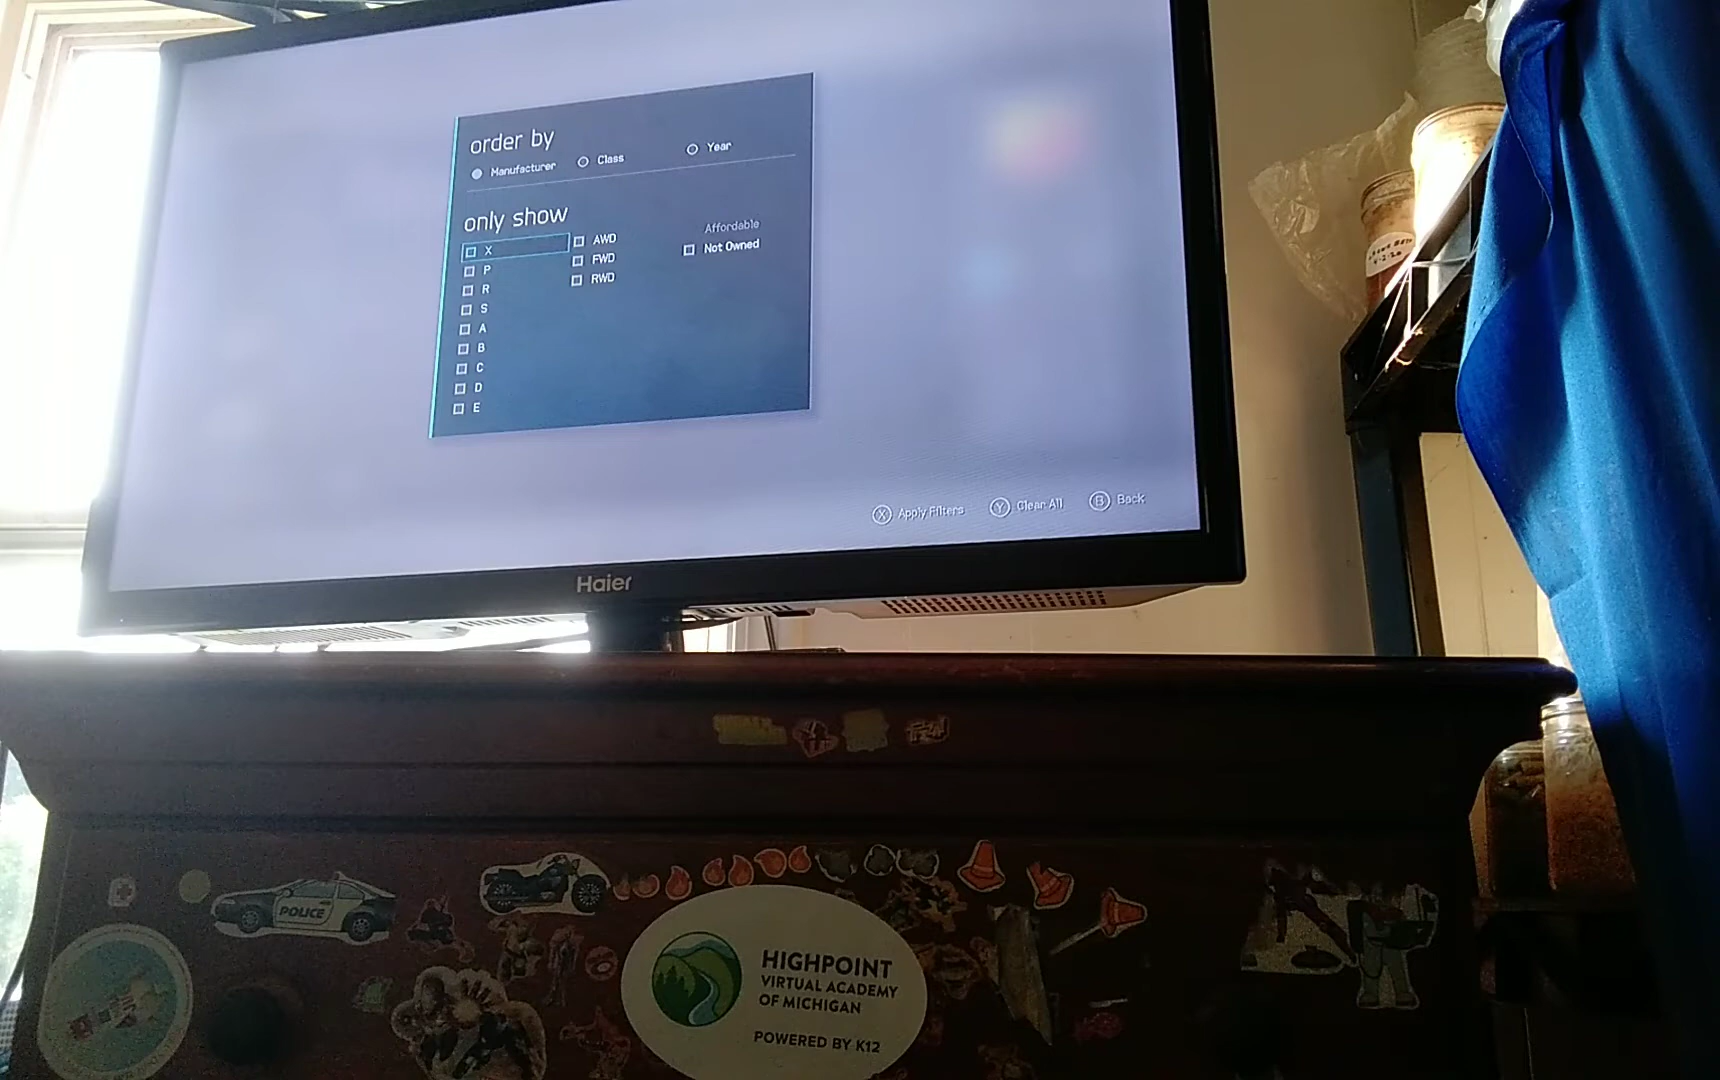 order by
Manufacturer
Class
Year
only show
X
P
R
S
A
B
C
D
E
AWD
FWD
RWD
Affordable
Not Owned
X Apply Filters
Y Clear All
B Back
Haier
POLICE
HIGHPOINT
VIRTUAL ACADEMY
OF MICHIGAN
POWERED BY K12